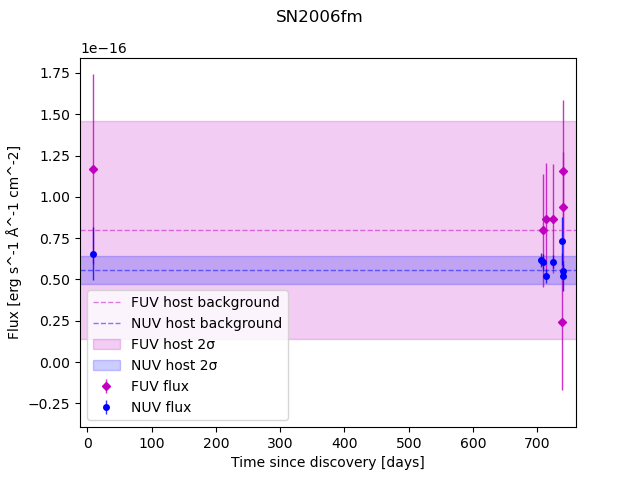 SN2006fm
1e−16
1.75
1.50
1.25
1.00
0.75
0.50
0.25
0.00
−0.25
Flux [erg s^-1 Å^-1 cm^-2]
FUV host background
NUV host background
FUV host 2σ
NUV host 2σ
FUV flux
NUV flux
0 100 200 300 400 500 600 700
Time since discovery [days]